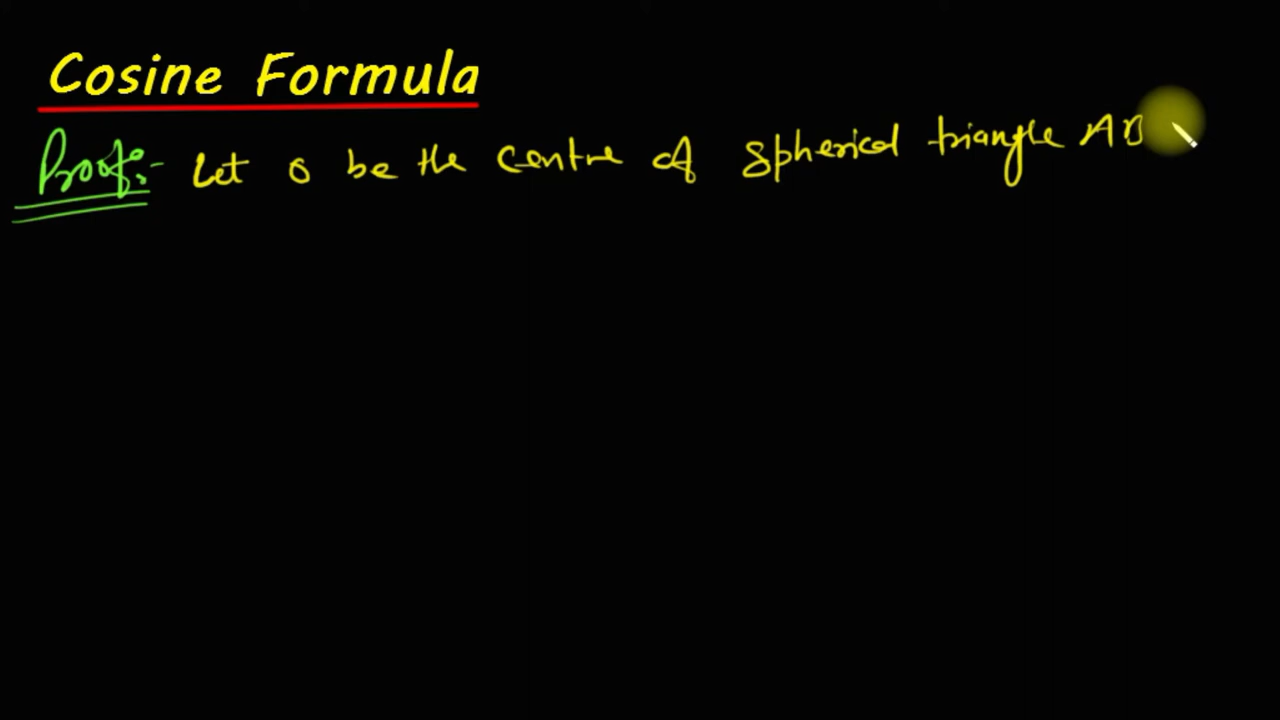 Cosine Formula
Proof:- Let O be the centre of spherical triangle AB